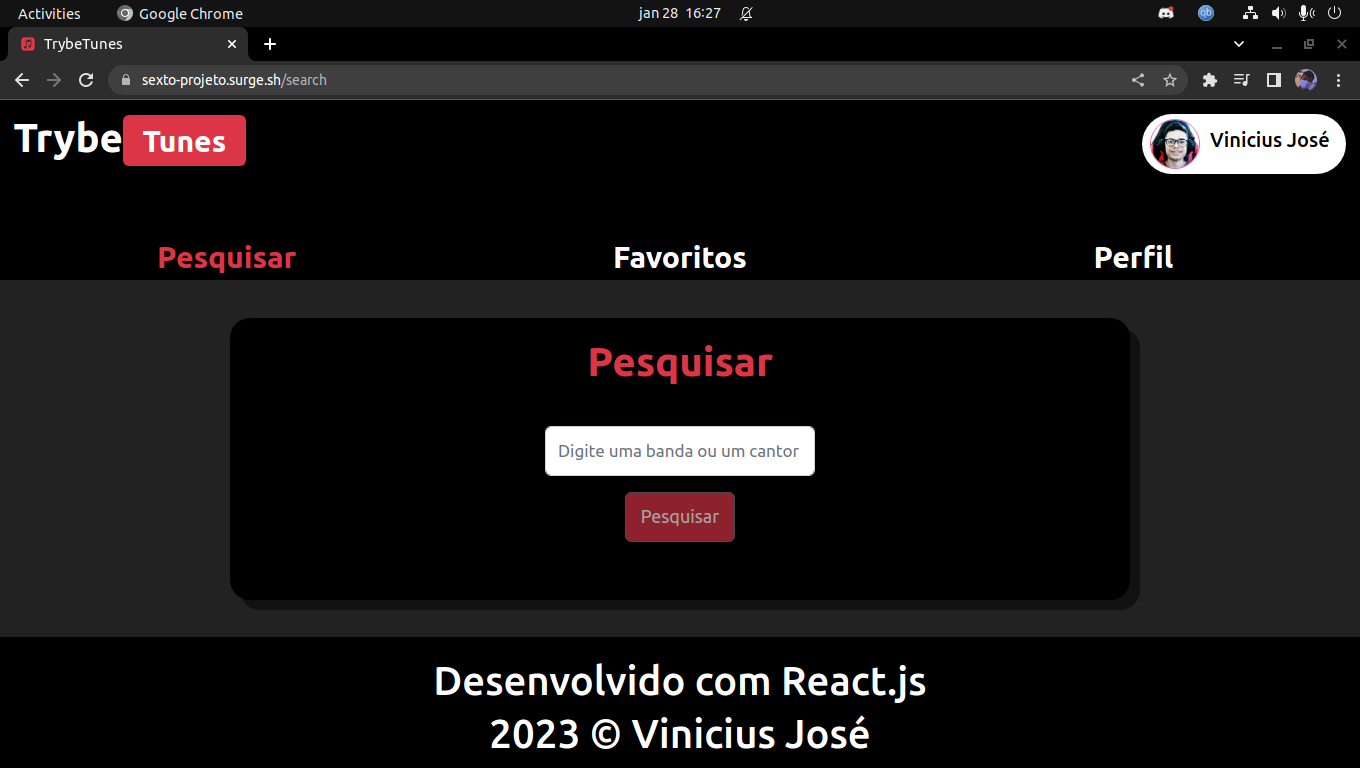 Activities Google Chrome jan 28 16:27
TrybeTunes
sexto-projeto.surge.sh/search
Trybe Tunes Vinicius José
Pesquisar Favoritos Perfil
Pesquisar
Digite uma banda ou um cantor
Pesquisar
Desenvolvido com React.js
2023 © Vinicius José